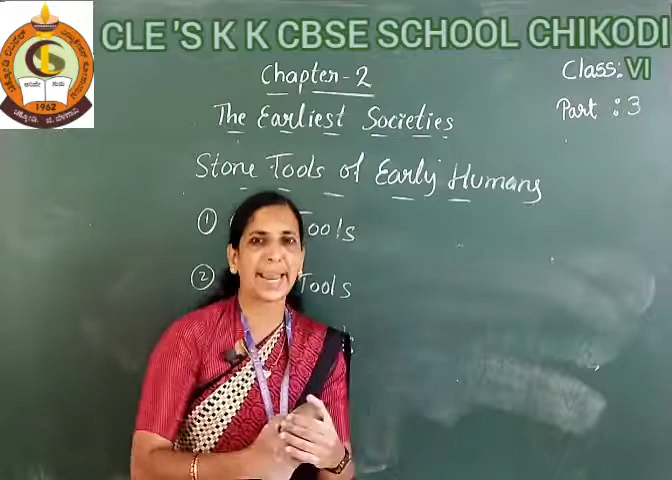 CLE'S K K CBSE SCHOOL CHIKODI
1962
Chapter-2
Class: VI
The Earliest Societies
Part : 3
Stone Tools of Early Humans
① Tools
② Tools